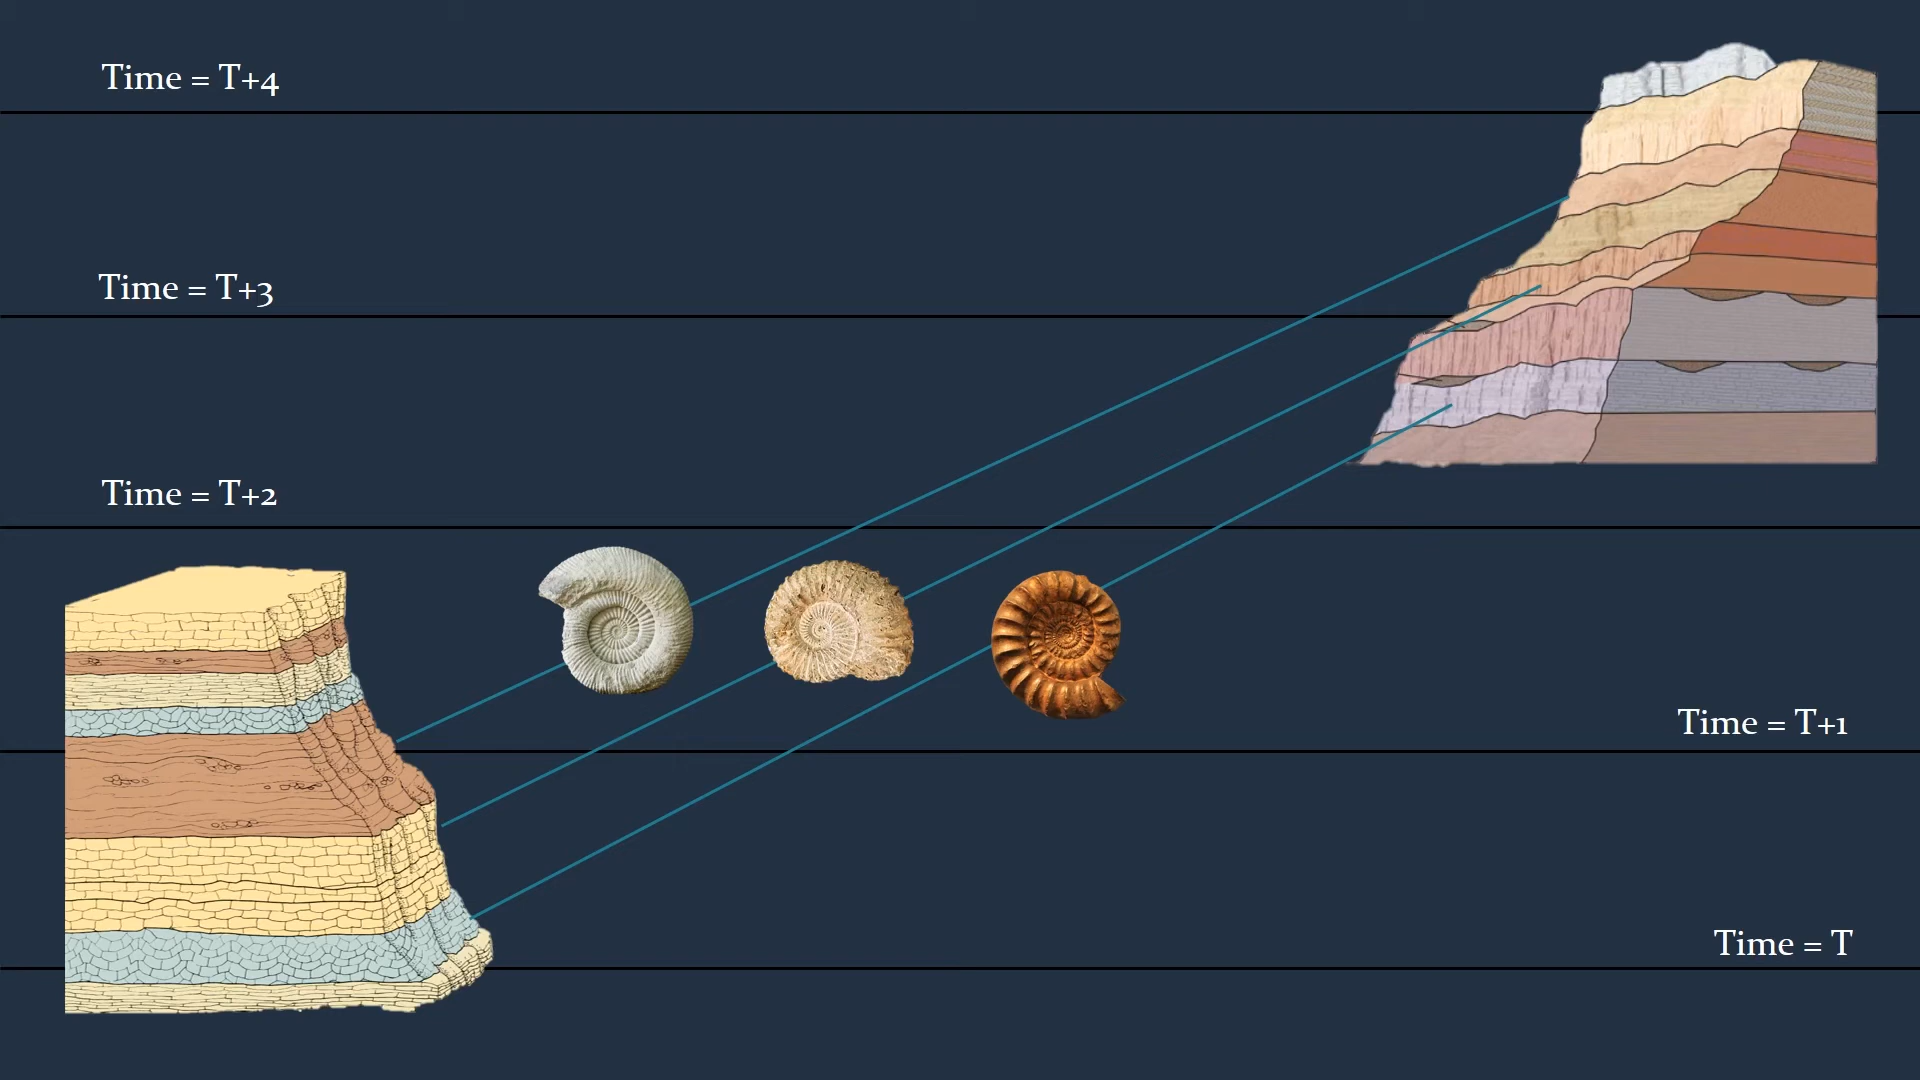 Time = T+4
Time = T+3
Time = T+2
Time = T+1
Time = T